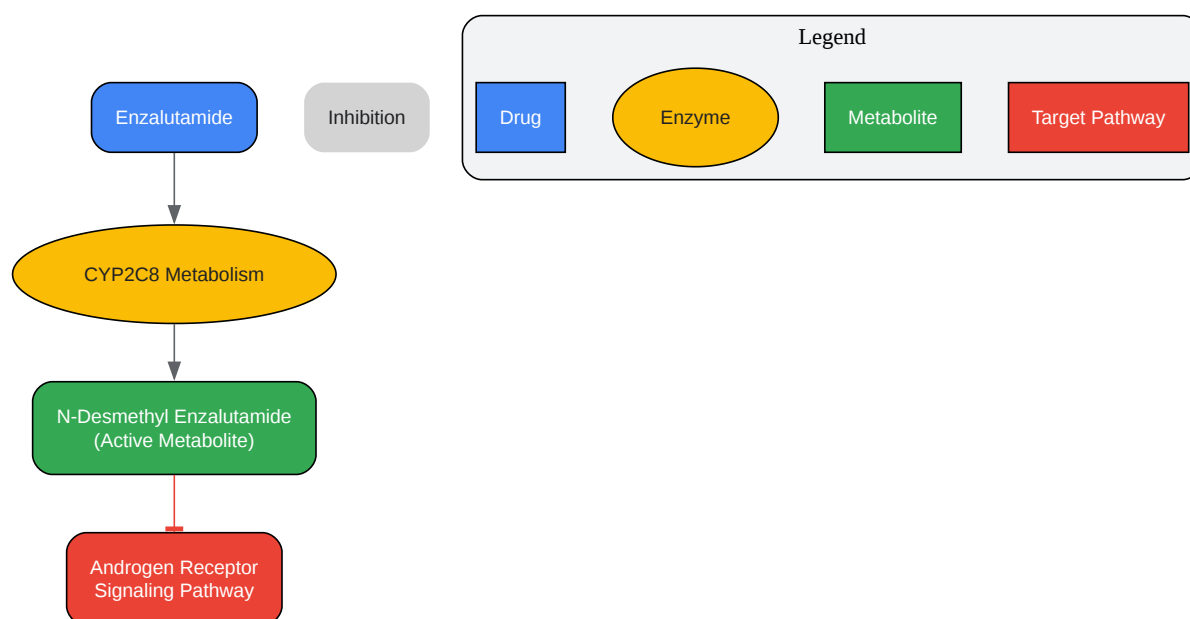 Legend
Enzalutamide
Inhibition
Drug
Enzyme
Metabolite
Target Pathway
CYP2C8 Metabolism
N-Desmethyl Enzalutamide
(Active Metabolite)
Androgen Receptor
Signaling Pathway